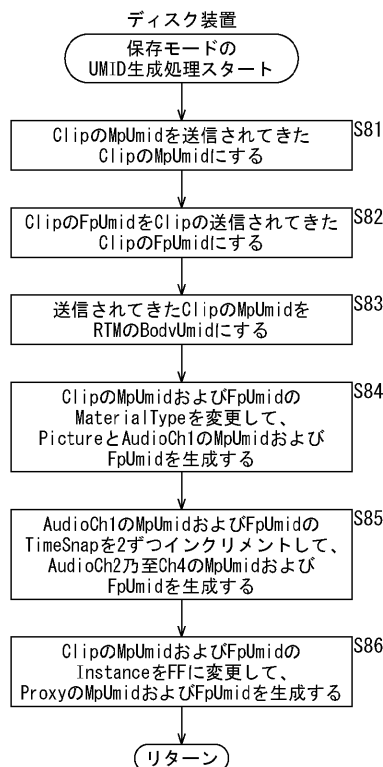 ディスク装置
保存モードの
UMID生成処理スタート
S81
ClipのMpUmidを送信されてきた
ClipのMpUmidにする
S82
ClipのFpUmidをClipの送信されてきた
ClipのFpUmidにする
S83
送信されてきたClipのMpUmidを
RTMのBodvUmidにする
S84
ClipのMpUmidおよびFpUmidの
MaterialTypeを変更して、
PictureとAudioCh1のMpUmidおよび
FpUmidを生成する
S85
AudioCh1のMpUmidおよびFpUmidの
TimeSnapを2ずつインクリメントして、
AudioCh2乃至Ch4のMpUmidおよび
FpUmidを生成する
S86
ClipのMpUmidおよびFpUmidの
InstanceをFFに変更して、
ProxyのMpUmidおよびFpUmidを生成する
リターン